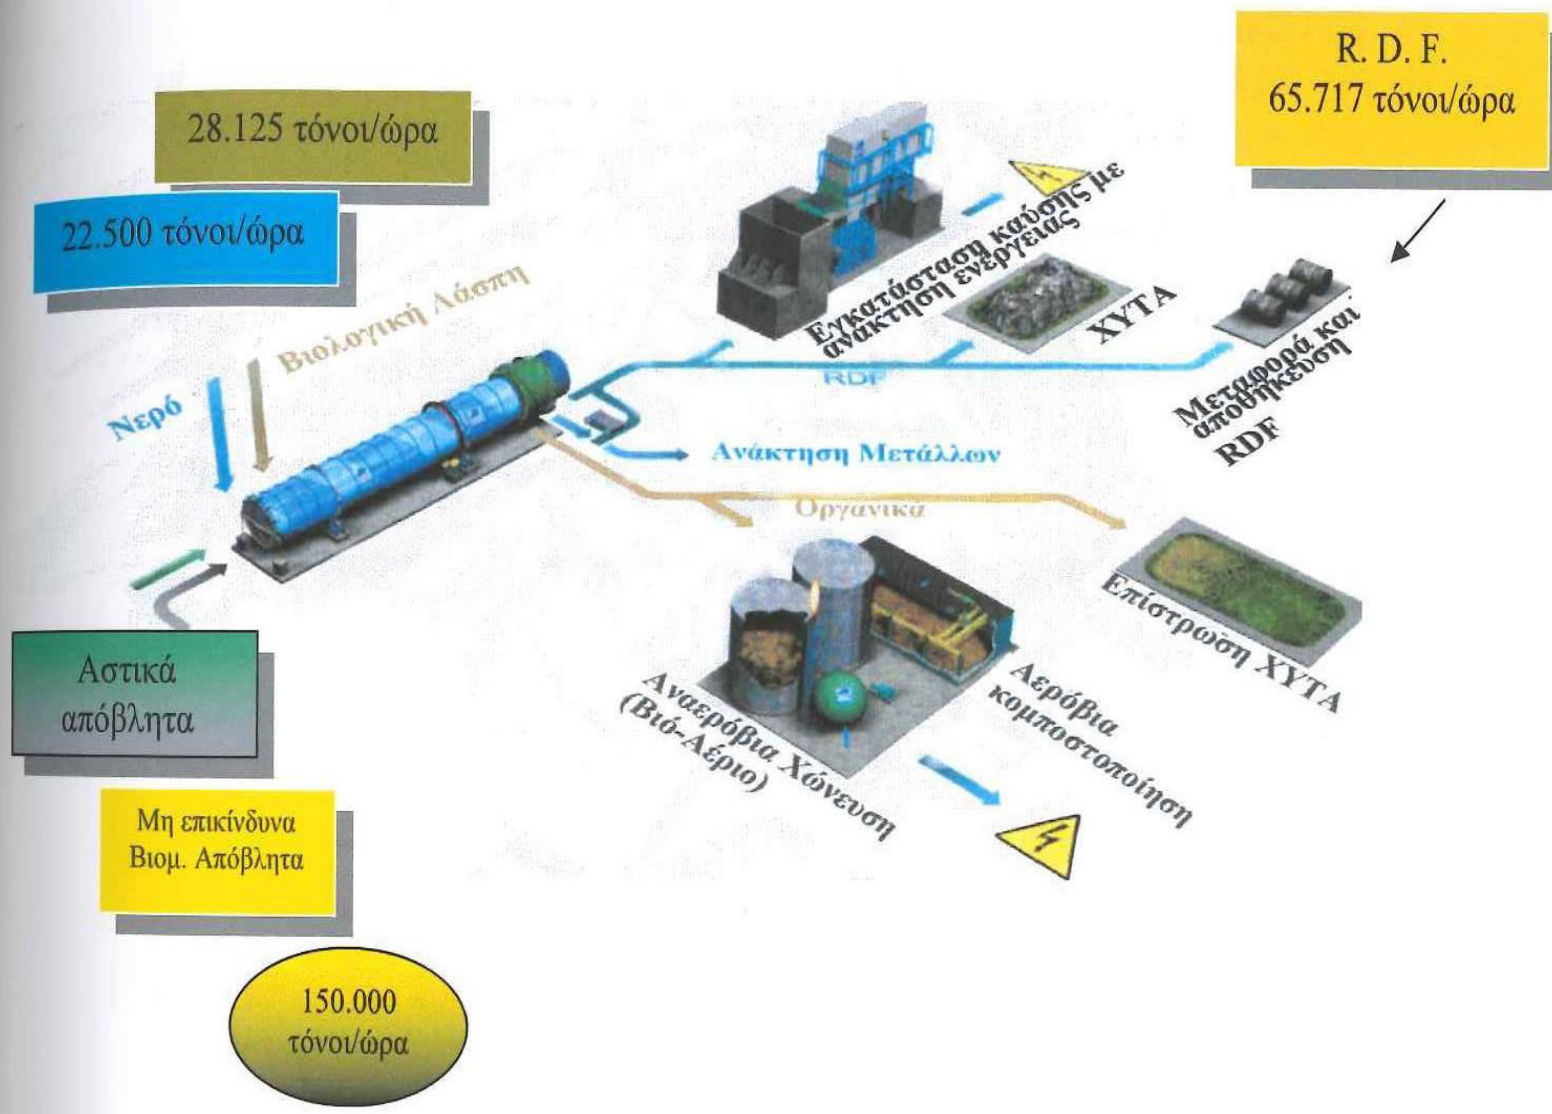 R. D. F.
65.717 τόνοι/ώρα
28.125 τόνοι/ώρα
22.500 τόνοι/ώρα
Νερό
Βιολογική Λάσπη
Εγκατάσταση καύσης με
ανάκτηση ενέργειας
ΧΥΤΑ
Μεταφορά και
αποθήκευση
RDF
RDF
Ανάκτηση Μετάλλων
Οργανικα
Επίστρωση ΧΥΤΑ
Αναερόβια Χώνευση
(Βιό-Αέριο)
Αερόβια
κομποστοποίηση
Αστικά
απόβλητα
Μη επικίνδυνα
Βιομ. Απόβλητα
150.000
τόνοι/ώρα